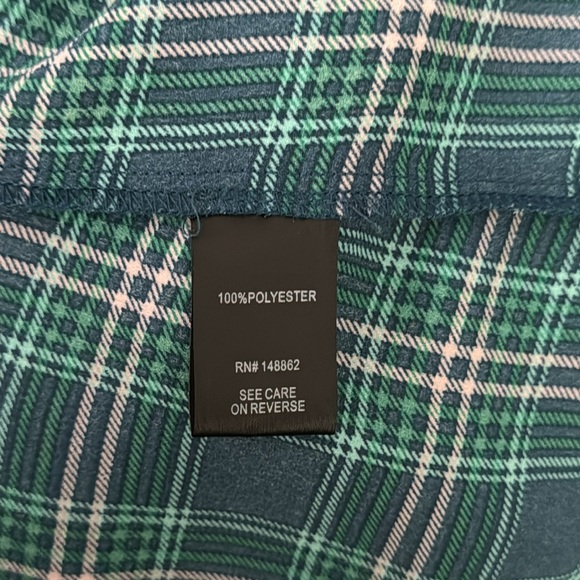 100%POLYESTER
RN# 148862
SEE CARE
ON REVERSE